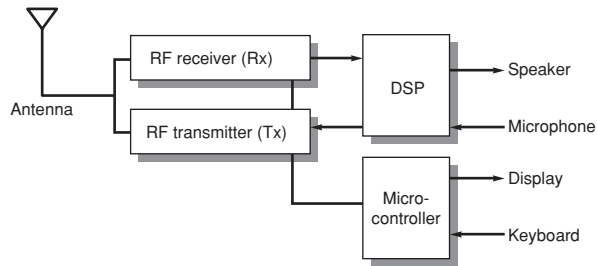 RF receiver (Rx)
DSP
Speaker
Antenna
RF transmitter (Tx)
Microphone
Micro-
controller
Display
Keyboard